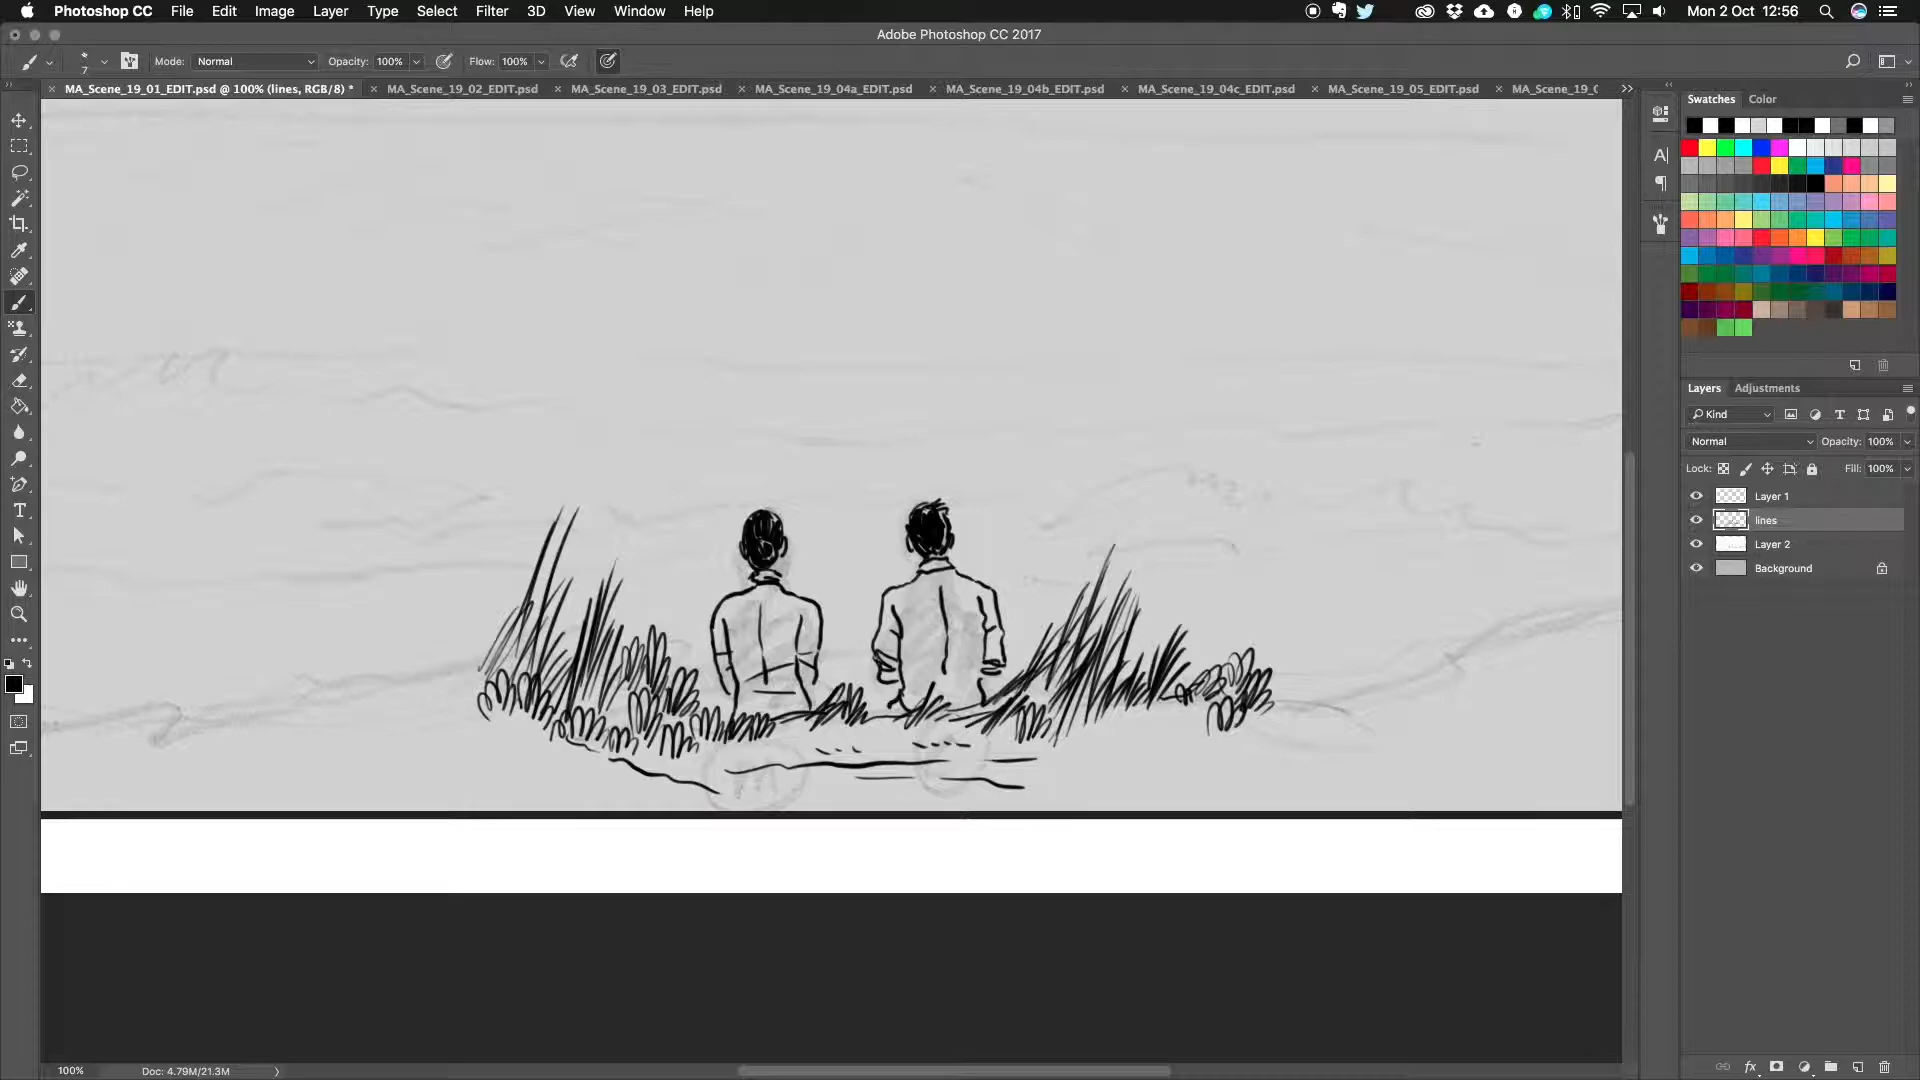 Photoshop CC File Edit Image Layer Type Select Filter 3D View Window Help Mon 2 Oct 12:56
Adobe Photoshop CC 2017
7 Mode: Normal Opacity: 100% Flow: 100%
MA_Scene_19_01_EDIT.psd @ 100% (lines, RGB/8) * MA_Scene_19_02_EDIT.psd MA_Scene_19_03_EDIT.psd MA_Scene_19_04a_EDIT.psd MA_Scene_19_04b_EDIT.psd MA_Scene_19_04c_EDIT.psd MA_Scene_19_05_EDIT.psd MA_Scene_19_
Swatches Color
Layers Adjustments
Kind
Normal Opacity: 100%
Lock: Fill: 100%
Layer 1
lines
Layer 2
Background
100% Doc: 4.79M/21.3M